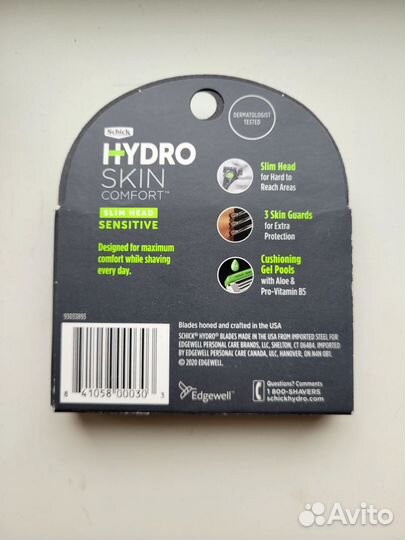 Schick
HYDRO
SKIN
COMFORT™
SLIM HEAD
SENSITIVE
Designed for maximum
comfort while shaving
every day.
DERMATOLOGIST
TESTED
Slim Head
for Hard to
Reach Areas
3 Skin Guards
for Extra
Protection
Cushioning
Gel Pools
with Aloe &
Pro-Vitamin B5
93033893
8 41058 00030 3
Blades honed and crafted in the USA
SCHICK® HYDRO® BLADES MADE IN THE USA FROM IMPORTED STEEL FOR
EDGEWELL PERSONAL CARE BRANDS, LLC, SHELTON, CT 06484. IMPORTED
BY EDGEWELL PERSONAL CARE CANADA, ULC, HANOVER, ON N4N 0B1.
© 2020 EDGEWELL.
Edgewell
Questions? Comments
1 800-SHAVERS
schickhydro.com
Avito